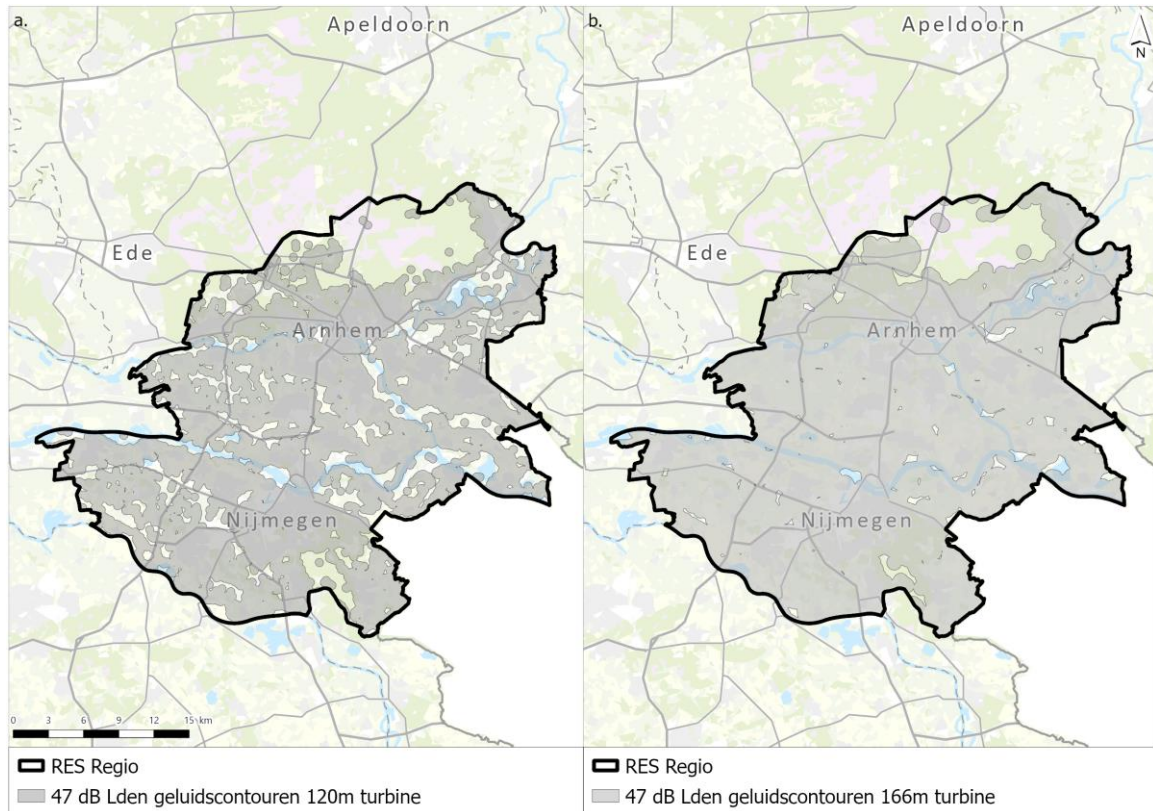 a.
Apeldoorn
Ede
Arnhem
Nijmegen
0 3 6 9 12 15 km
RES Regio
47 dB Lden geluidscontouren 120m turbine
b.
Apeldoorn
N
Ede
Arnhem
Nijmegen
RES Regio
47 dB Lden geluidscontouren 166m turbine